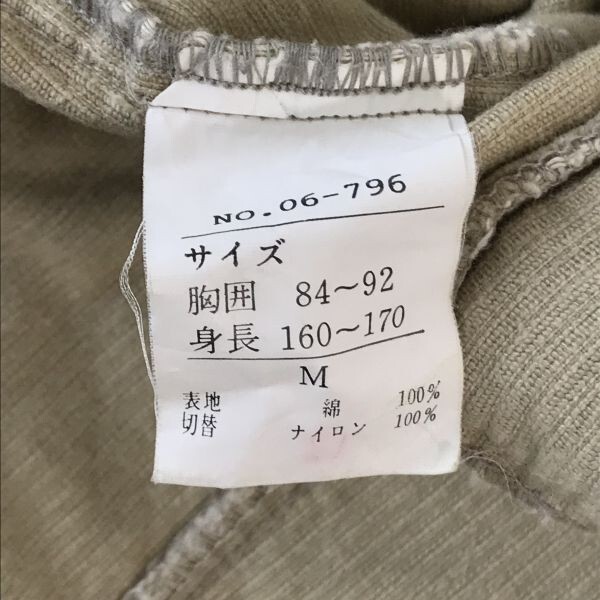 NO.06-796
サイズ
胸囲 84～92
身長 160～170
M
表地 綿 100%
切替 ナイロン 100%